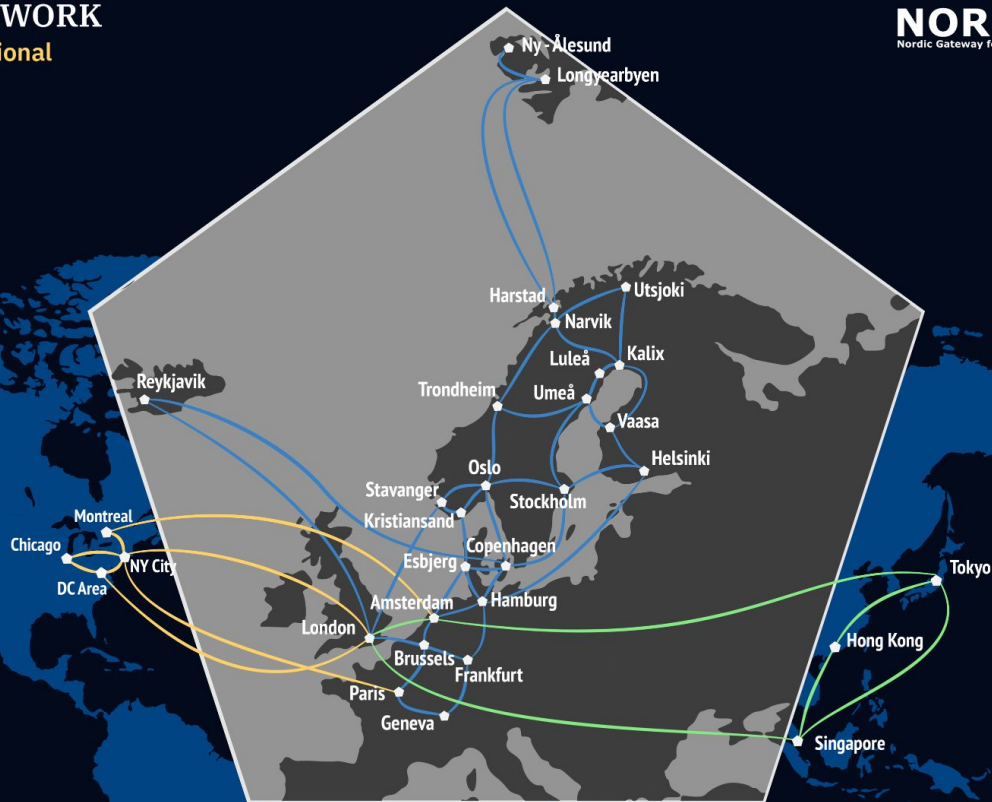 WORK
ional
NOR
Nordic Gateway fo
Ny - Ålesund
Longyearbyen
Harstad
Utsjoki
Narvik
Luleå
Kalix
Reykjavik
Trondheim
Umeå
Vaasa
Oslo
Helsinki
Stavanger
Stockholm
Kristiansand
Montreal
Chicago
Copenhagen
NY City
Esbjerg
Tokyo
DC Area
Amsterdam
Hamburg
London
Hong Kong
Brussels
Frankfurt
Paris
Geneva
Singapore